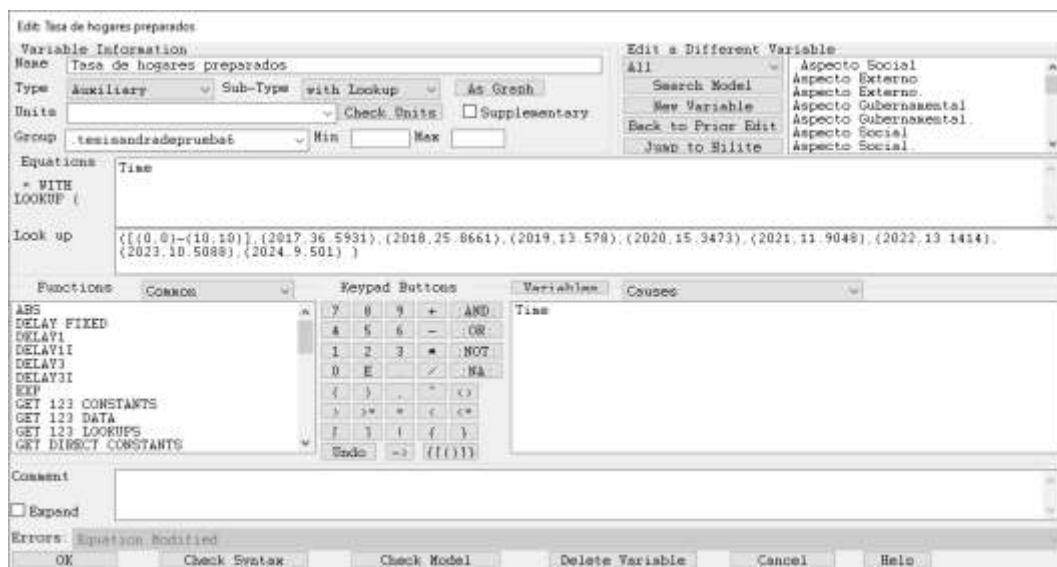 Edit: Tasa de hogares preparados
Variable Information
Name Tasa de hogares preparados
Type Auxiliary Sub-Type with Lookup As Graph
Units Check Units Supplementary
Group .tesisandradeprueba6 Min Max
Edit a Different Variable
All
Search Model
New Variable
Back to Prior Edit
Jump to Hilite
Aspecto Social
Aspecto Externo
Aspecto Externo.
Aspecto Gubernamental
Aspecto Gubernamental.
Aspecto Social
Aspecto Social.
Equations
= WITH
LOOKUP (
Time
Look up
([(0,0)-(10,10)],(2017,36.5931),(2018,25.8661),(2019,13.578),(2020,15.3473),(2021,11.9048),(2022,13.1414),
(2023,10.5088),(2024,9.501) )
Functions Common
ABS
DELAY FIXED
DELAY1
DELAY1I
DELAY3
DELAY3I
EXP
GET 123 CONSTANTS
GET 123 DATA
GET 123 LOOKUPS
GET DIRECT CONSTANTS
Keypad Buttons
7 8 9 + :AND:
4 5 6 - :OR:
1 2 3 * :NOT:
0 E . / :NA:
( ) , ^ <>
> >= = < <=
[ ] ! { }
Undo -> {[()]}
Variables Causes
Time
Comment
Expand
Errors: Equation Modified
OK Check Syntax Check Model Delete Variable Cancel Help